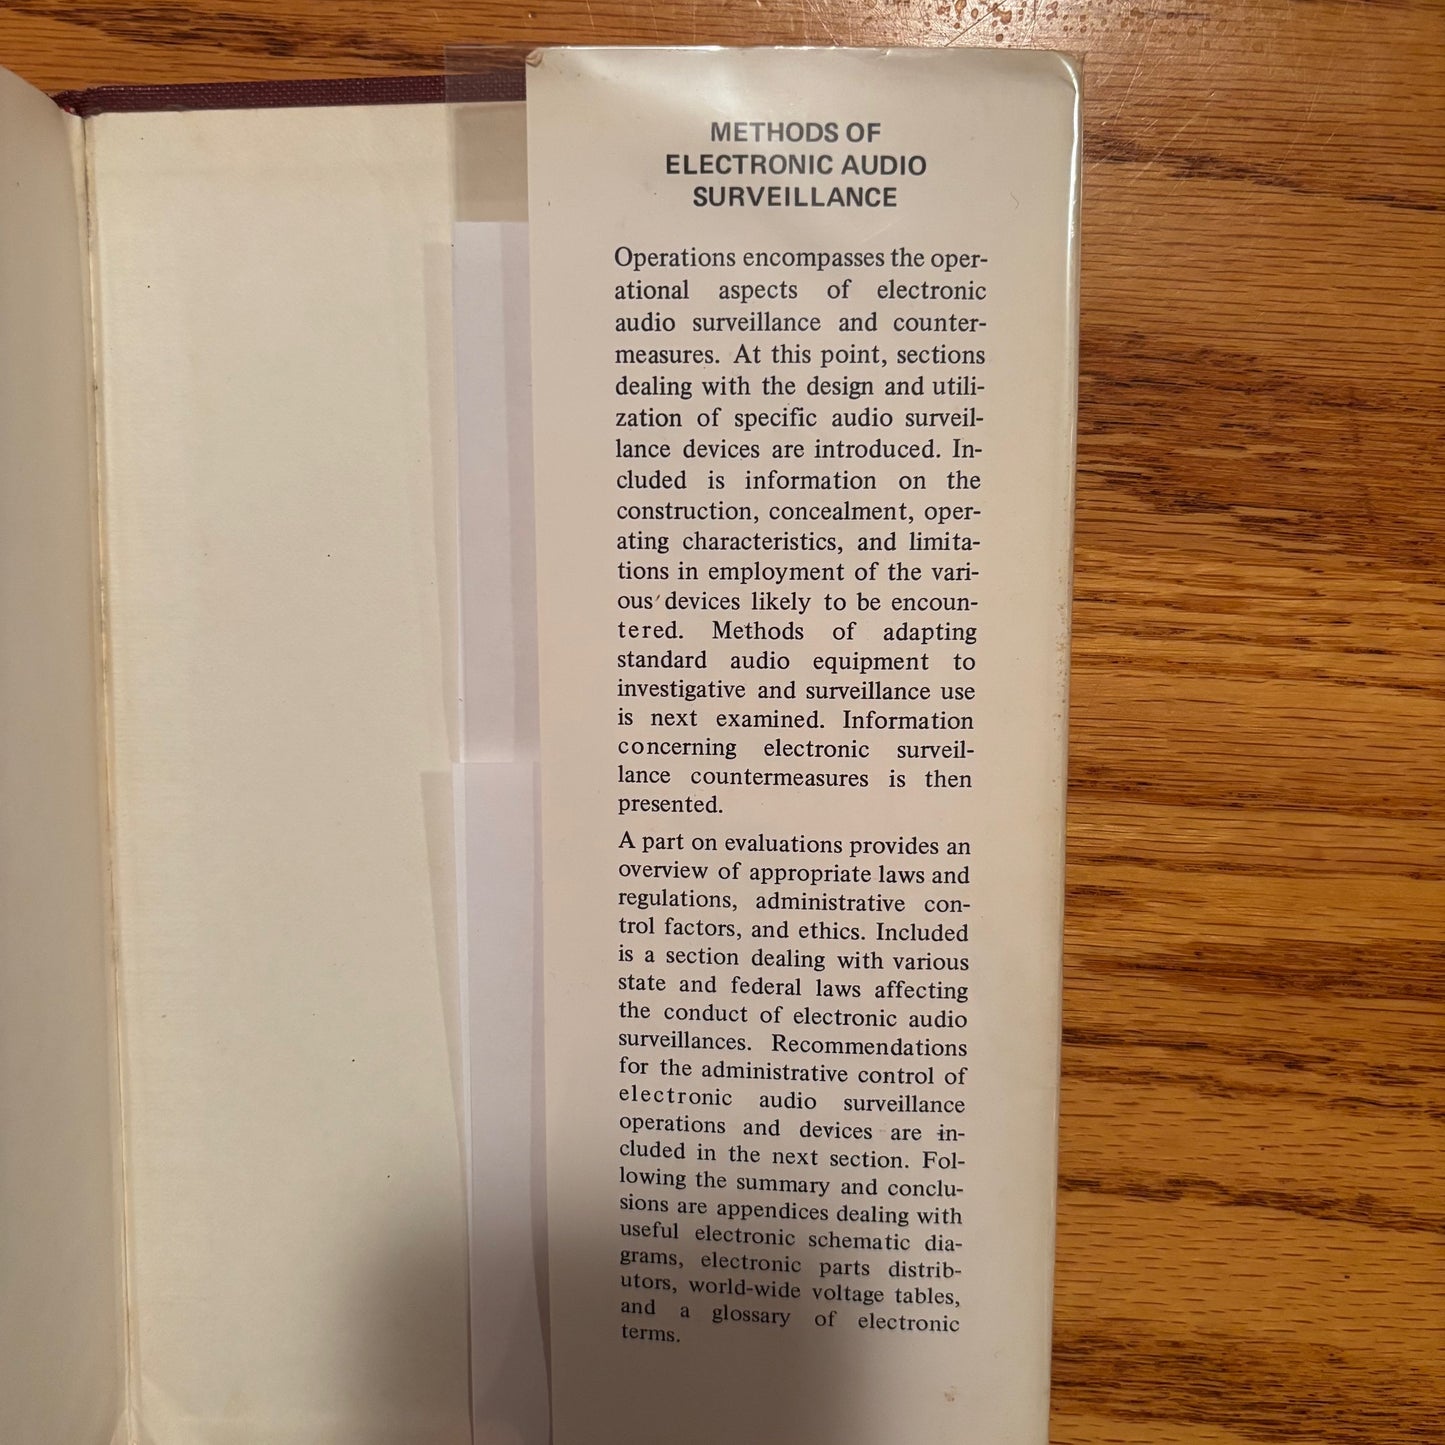 METHODS OF
ELECTRONIC AUDIO
SURVEILLANCE
Operations encompasses the oper-
ational aspects of electronic
audio surveillance and counter-
measures. At this point, sections
dealing with the design and utili-
zation of specific audio surveil-
lance devices are introduced. In-
cluded is information on the
construction, concealment, oper-
ating characteristics, and limita-
tions in employment of the vari-
ous devices likely to be encoun-
tered. Methods of adapting
standard audio equipment to
investigative and surveillance use
is next examined. Information
concerning electronic surveil-
lance countermeasures is then
presented.
A part on evaluations provides an
overview of appropriate laws and
regulations, administrative con-
trol factors, and ethics. Included
is a section dealing with various
state and federal laws affecting
the conduct of electronic audio
surveillances. Recommendations
for the administrative control of
electronic audio surveillance
operations and devices are in-
cluded in the next section. Fol-
lowing the summary and conclu-
sions are appendices dealing with
useful electronic schematic dia-
grams, electronic parts distrib-
utors, world-wide voltage tables,
and a glossary of electronic
terms.